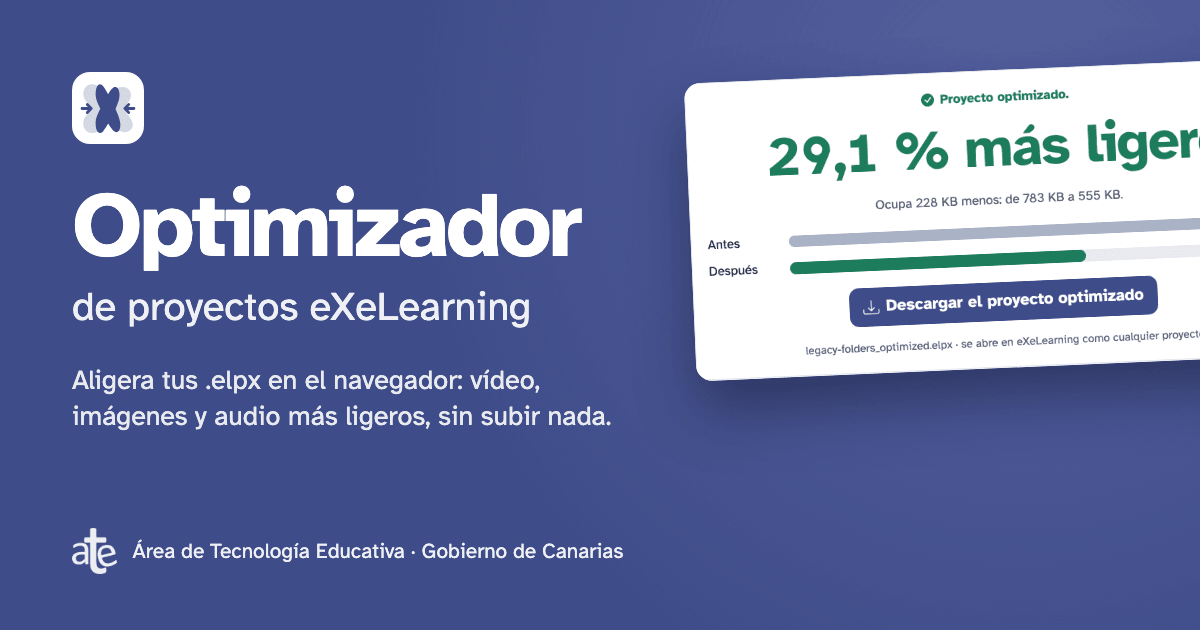 Optimizador
de proyectos eXeLearning
Aligera tus .elpx en el navegador: vídeo,
imágenes y audio más ligeros, sin subir nada.
ate Área de Tecnología Educativa · Gobierno de Canarias
Proyecto optimizado.
29,1 % más liger
Ocupa 228 KB menos: de 783 KB a 555 KB.
Antes
Después
Descargar el proyecto optimizado
legacy-folders_optimized.elpx · se abre en eXeLearning como cualquier proyect